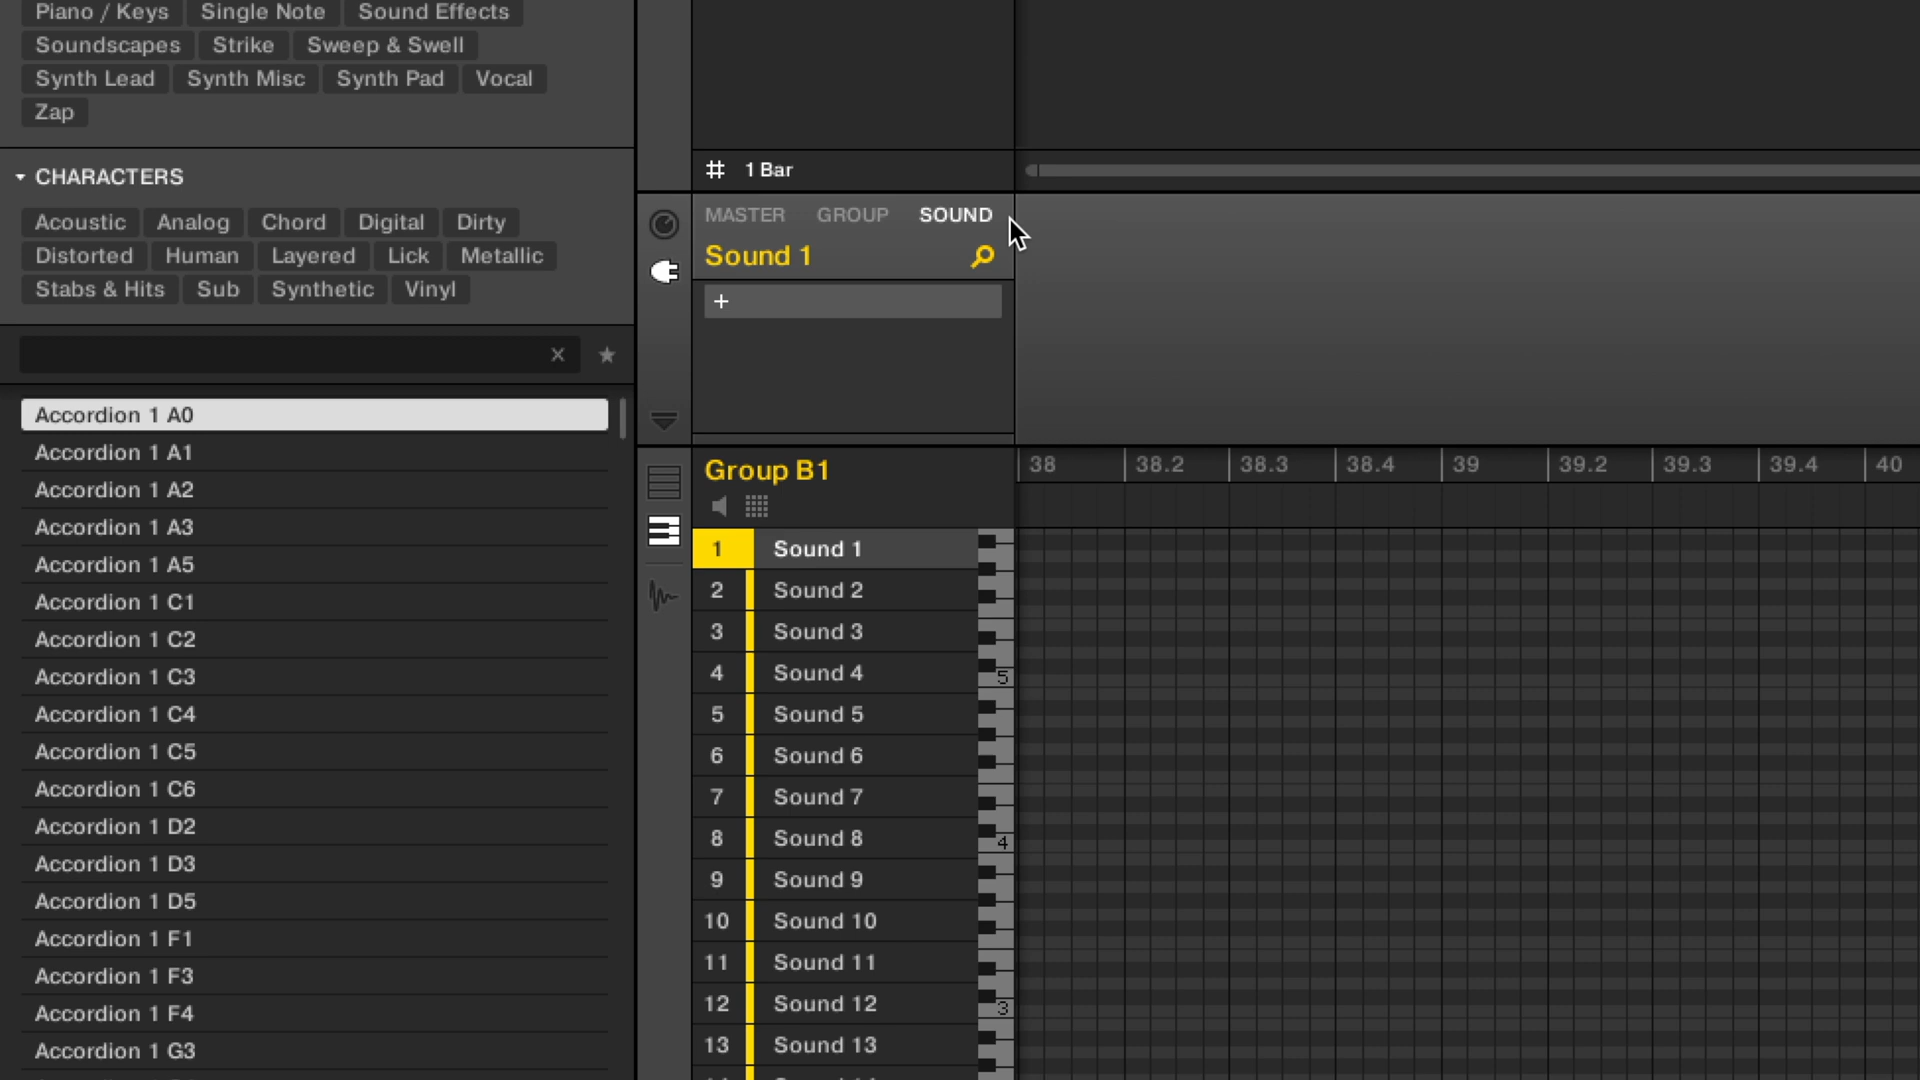 Piano / Keys Single Note Sound Effects
Soundscapes Strike Sweep & Swell
Synth Lead Synth Misc Synth Pad Vocal
Zap
CHARACTERS
Acoustic Analog Chord Digital Dirty
Distorted Human Layered Lick Metallic
Stabs & Hits Sub Synthetic Vinyl
Accordion 1 A0
Accordion 1 A1
Accordion 1 A2
Accordion 1 A3
Accordion 1 A5
Accordion 1 C1
Accordion 1 C2
Accordion 1 C3
Accordion 1 C4
Accordion 1 C5
Accordion 1 C6
Accordion 1 D2
Accordion 1 D3
Accordion 1 D5
Accordion 1 F1
Accordion 1 F3
Accordion 1 F4
Accordion 1 G3
# 1 Bar
MASTER GROUP SOUND
Sound 1
+
Group B1
38 38.2 38.3 38.4 39 39.2 39.3 39.4 40
1 Sound 1
2 Sound 2
3 Sound 3
4 Sound 4
5
5 Sound 5
6 Sound 6
7 Sound 7
8 Sound 8
4
9 Sound 9
10 Sound 10
11 Sound 11
12 Sound 12
3
13 Sound 13